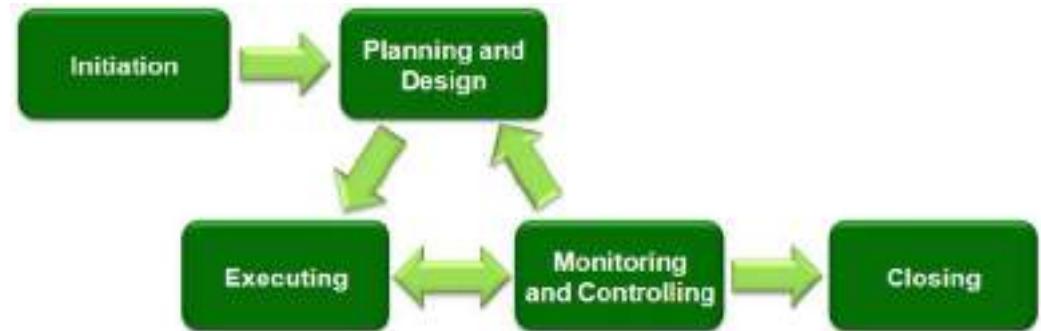 Initiation
Planning and
Design
Executing
Monitoring
and Controlling
Closing